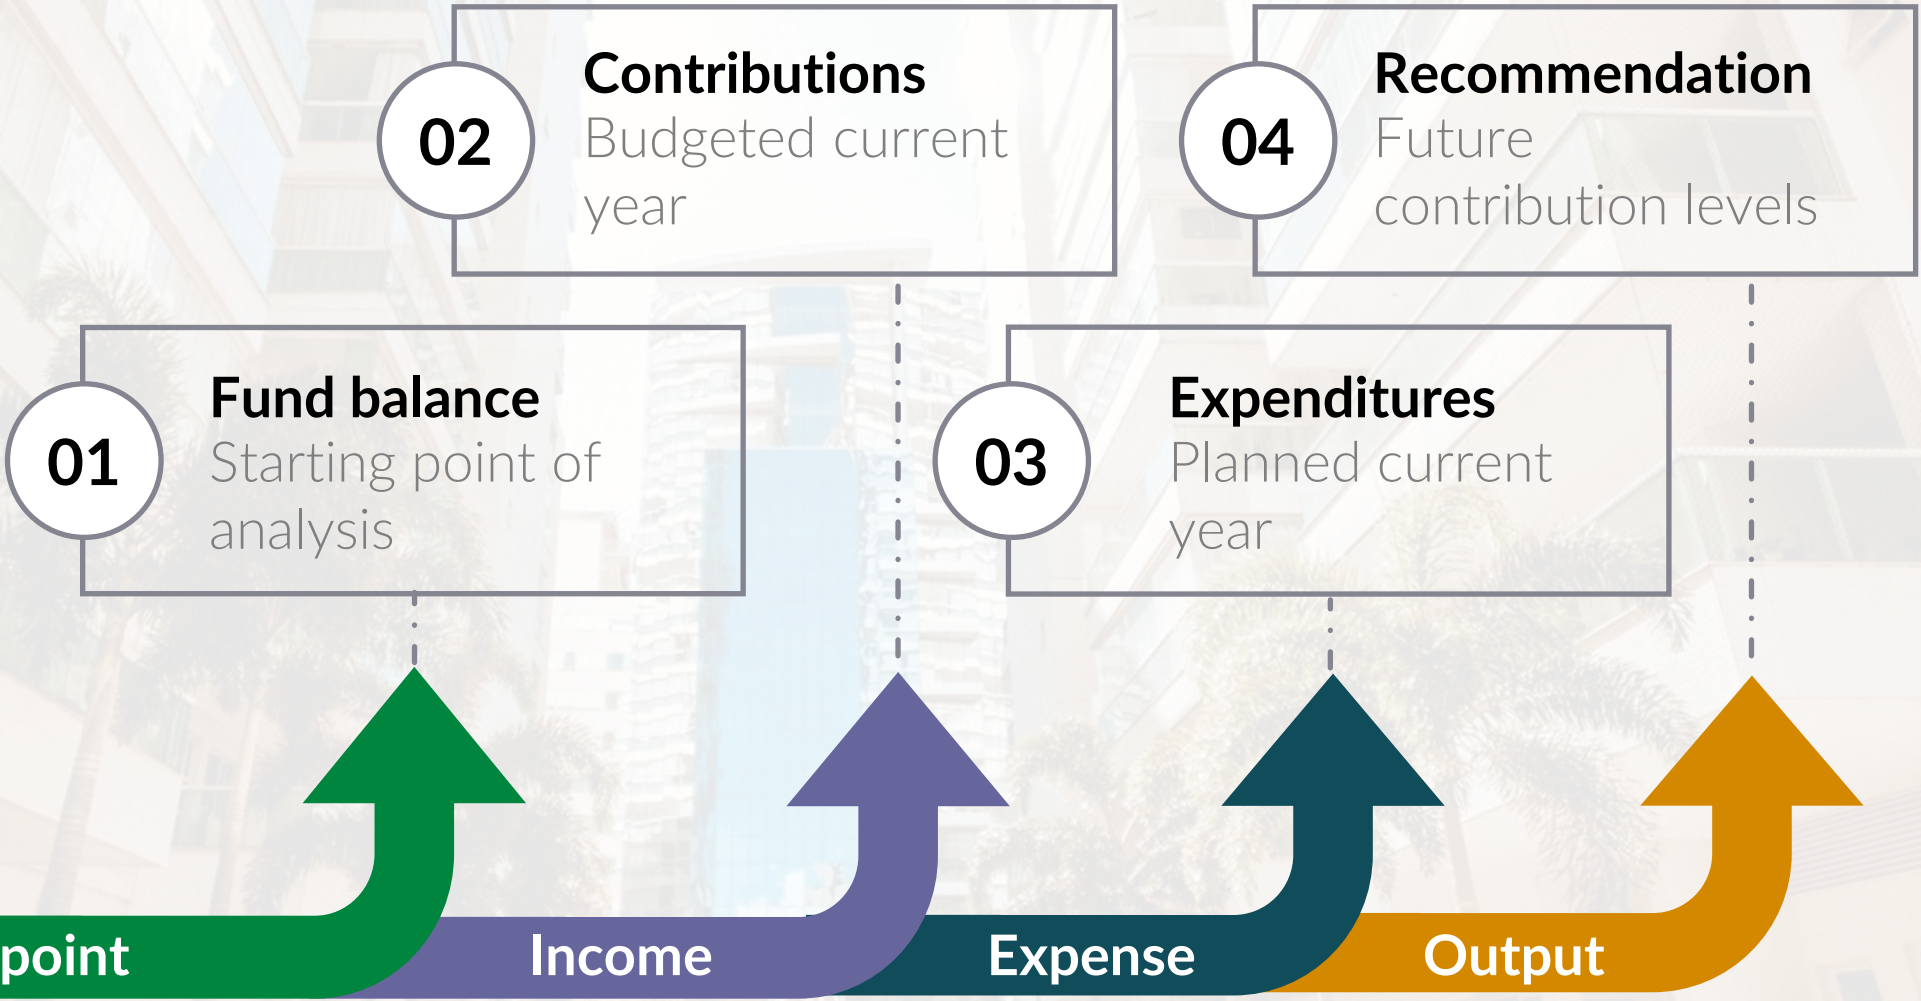 02
Contributions
Budgeted current
year
04
Recommendation
Future
contribution levels
01
Fund balance
Starting point of
analysis
03
Expenditures
Planned current
year
point
Income
Expense
Output